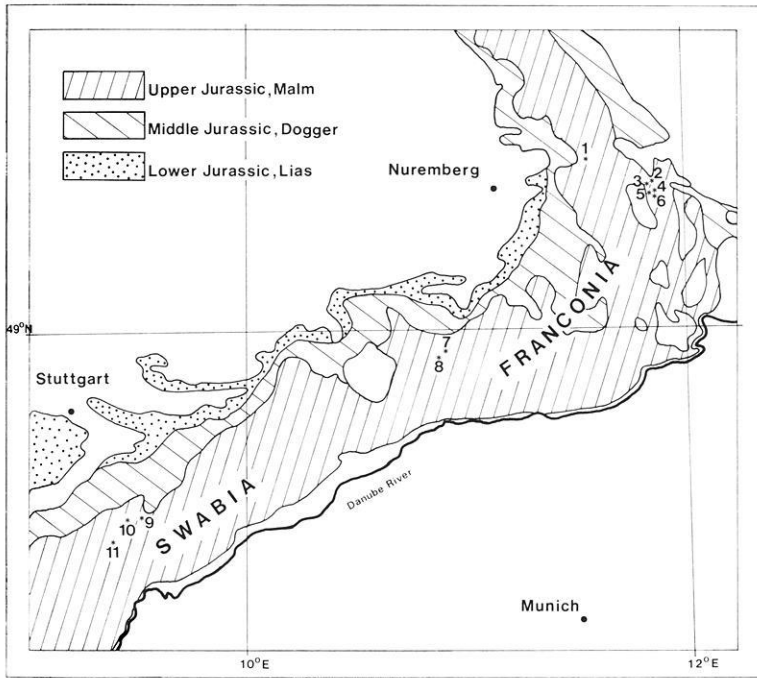 Upper Jurassic, Malm
Middle Jurassic, Dogger
Lower Jurassic, Lias
Nuremberg
1
2
3
4
5
6
FRANCONIA
49°N
7
8
Stuttgart
SWABIA
Danube River
9
10
11
Munich
10°E
12°E